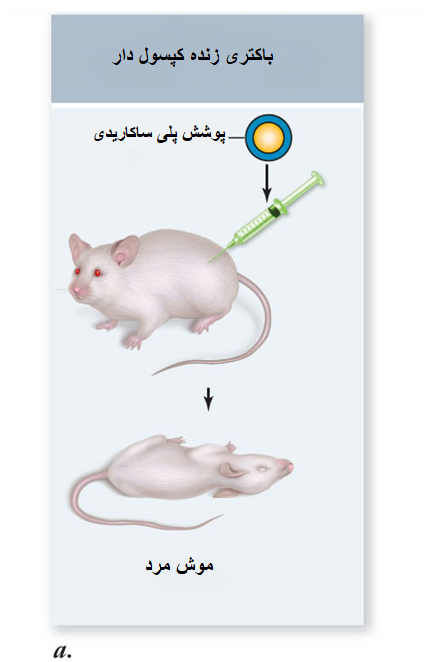 باکتری زنده کپسول دار
پوشش پلی ساکاریدی
موش مرد
a.